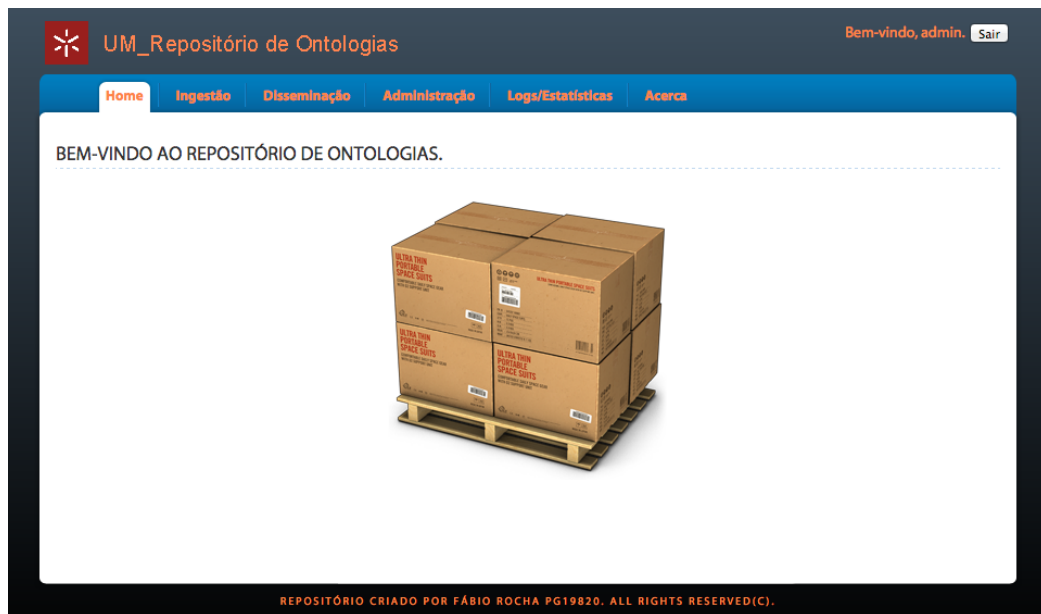 UM_Repositório de Ontologias
Bem-vindo, admin. Sair
Home Ingestão Disseminação Administração Logs/Estatísticas Acerca
BEM-VINDO AO REPOSITÓRIO DE ONTOLOGIAS.
ULTRA THIN
PORTABLE
SPACE SUITS
ULTRA THIN PORTABLE SPACE SUITS
ULTRA THIN
PORTABLE
SPACE SUITS
ULTRA THIN
PORTABLE
SPACE SUITS
REPOSITÓRIO CRIADO POR FÁBIO ROCHA PG19820. ALL RIGHTS RESERVED(C).